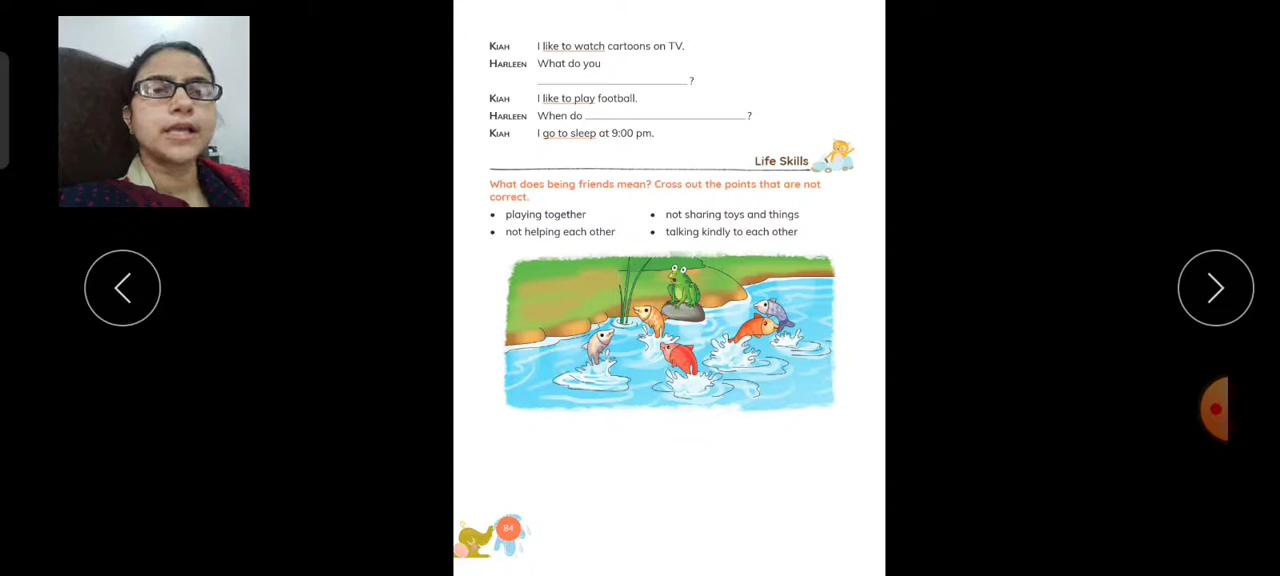 KIAH I like to watch cartoons on TV.
HARLEEN What do you
?
KIAH I like to play football.
HARLEEN When do ?
KIAH I go to sleep at 9:00 pm.
Life Skills
What does being friends mean? Cross out the points that are not
correct.
• playing together • not sharing toys and things
• not helping each other • talking kindly to each other
84